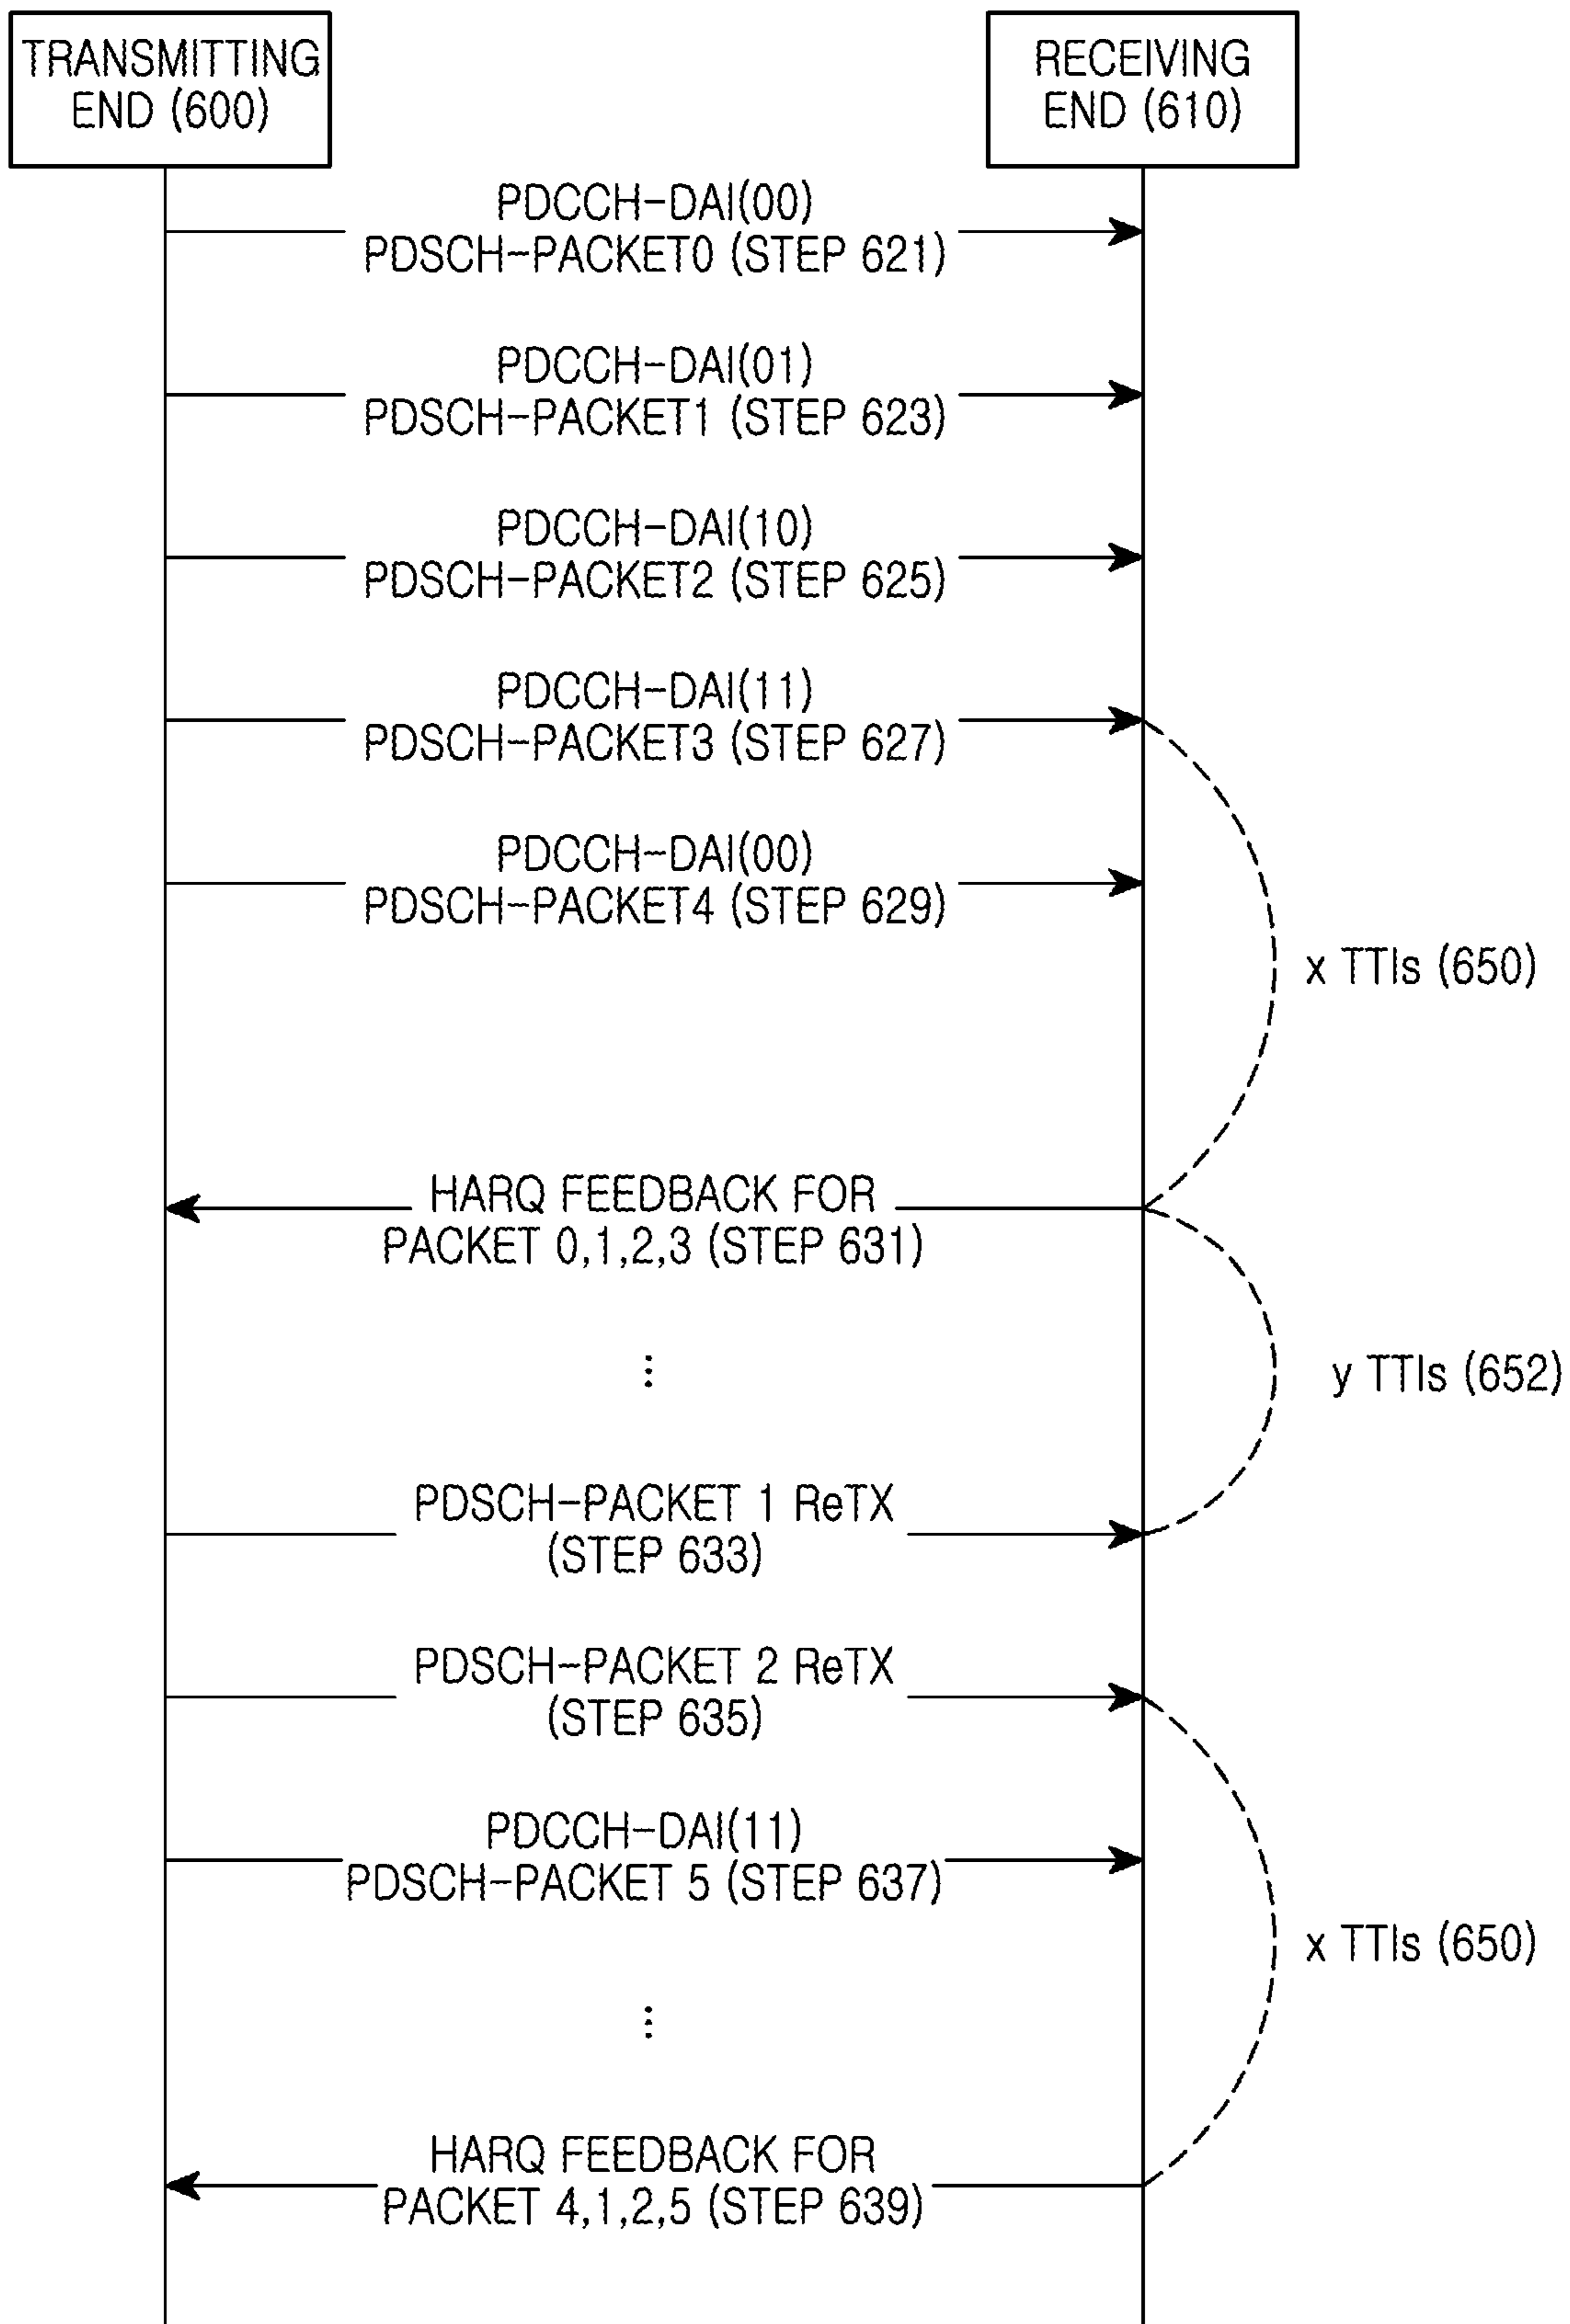 TRANSMITTING
END (600)
RECEIVING
END (610)
PDCCH-DAI(00)
PDSCH-PACKET0 (STEP 621)
PDCCH-DAI(01)
PDSCH-PACKET1 (STEP 623)
PDCCH-DAI(10)
PDSCH-PACKET2 (STEP 625)
PDCCH-DAI(11)
PDSCH-PACKET3 (STEP 627)
PDCCH-DAI(00)
PDSCH-PACKET4 (STEP 629)
x TTIs (650)
HARQ FEEDBACK FOR
PACKET 0,1,2,3 (STEP 631)
⋮
y TTIs (652)
PDSCH-PACKET 1 ReTX
(STEP 633)
PDSCH-PACKET 2 ReTX
(STEP 635)
PDCCH-DAI(11)
PDSCH-PACKET 5 (STEP 637)
x TTIs (650)
⋮
HARQ FEEDBACK FOR
PACKET 4,1,2,5 (STEP 639)